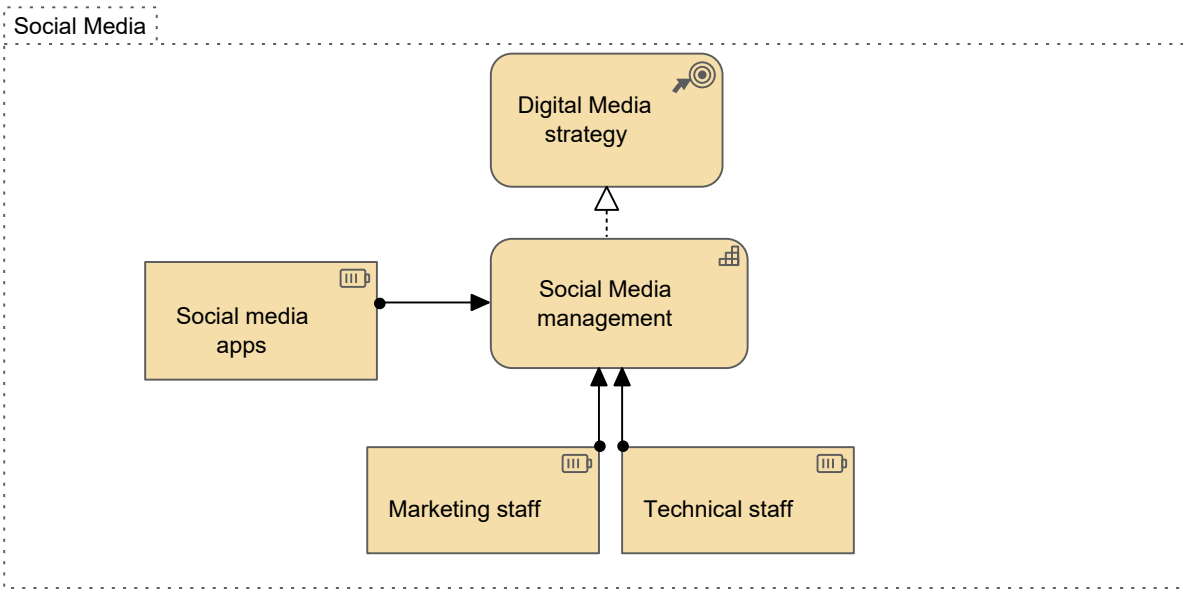 Social Media
Digital Media
strategy
Social Media
management
Social media
apps
Marketing staff
Technical staff